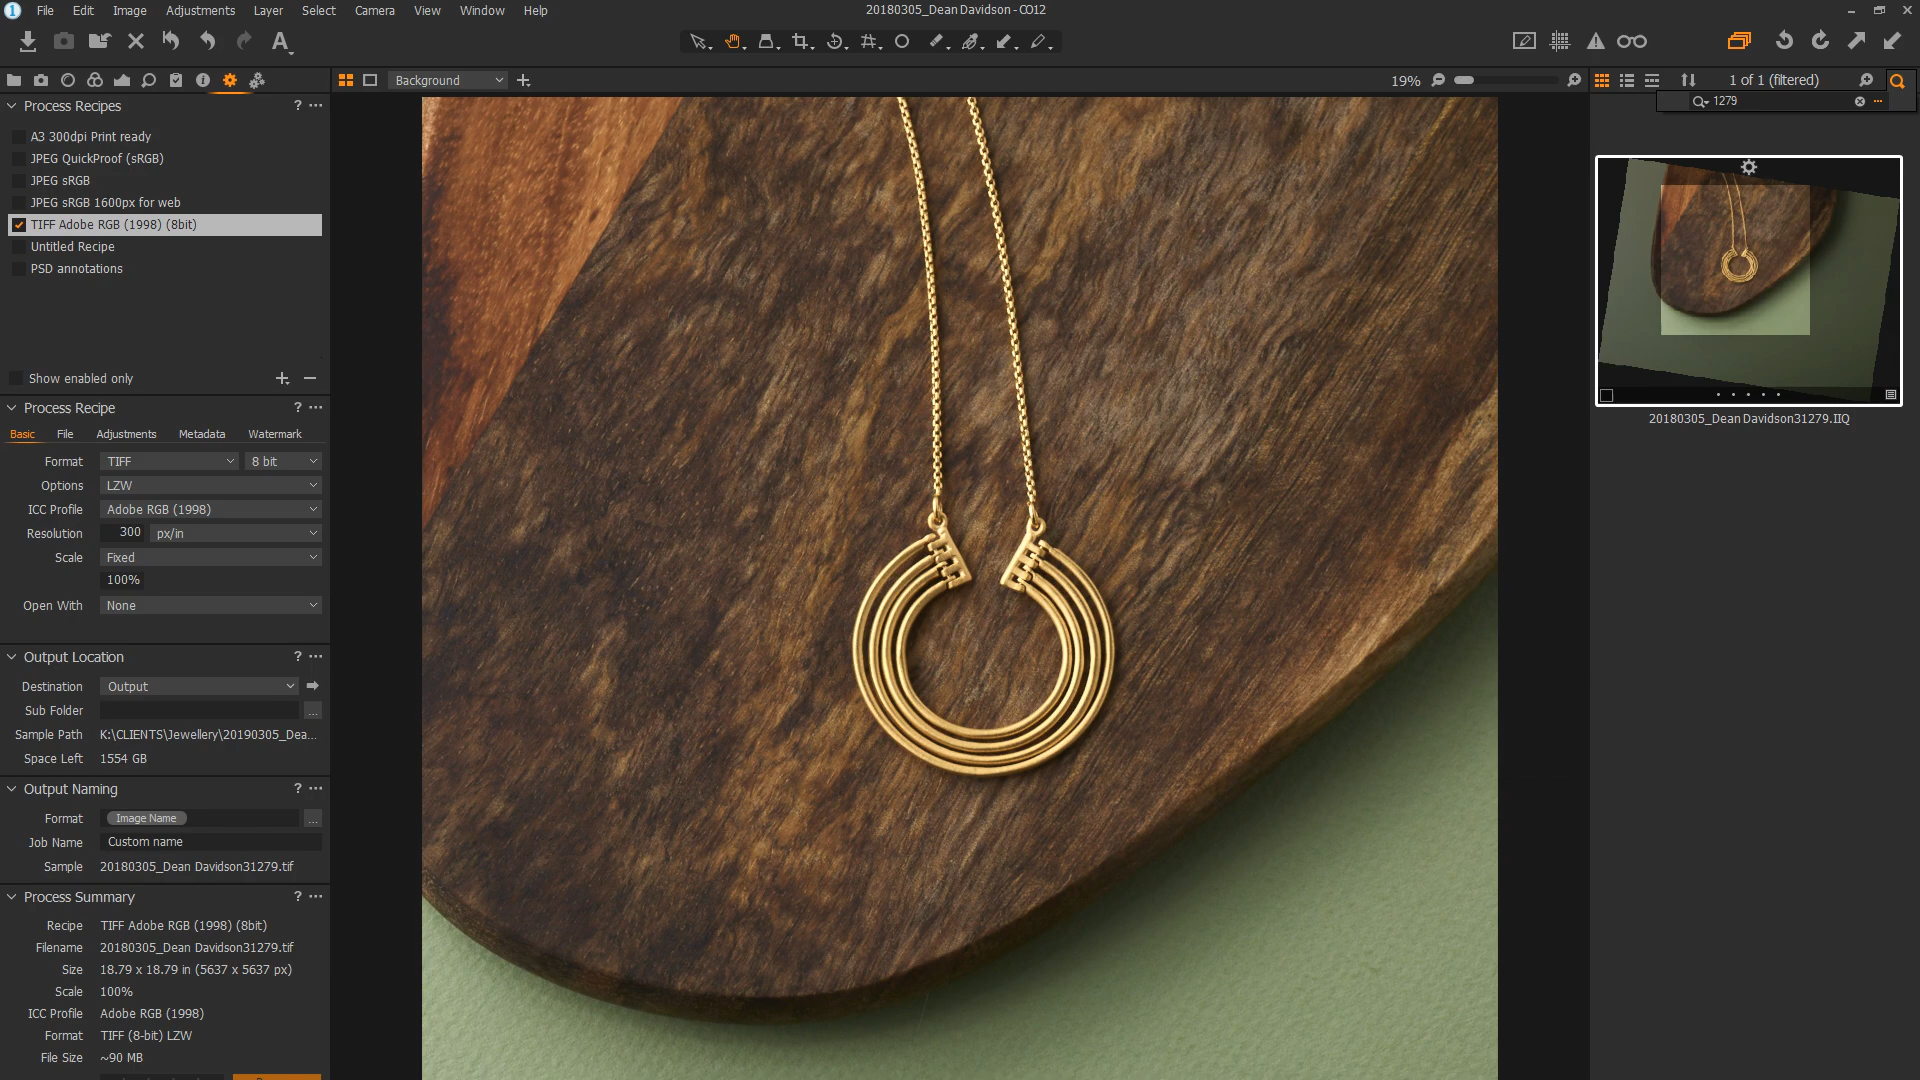 File Edit Image Adjustments Layer Select Camera View Window Help
20180305_Dean Davidson - CO12
Background
19%
1 of 1 (filtered)
1279
Process Recipes
A3 300dpi Print ready
JPEG QuickProof (sRGB)
JPEG sRGB
JPEG sRGB 1600px for web
TIFF Adobe RGB (1998) (8bit)
Untitled Recipe
PSD annotations
Show enabled only
Process Recipe
Basic File Adjustments Metadata Watermark
Format TIFF 8 bit
Options LZW
ICC Profile Adobe RGB (1998)
Resolution 300 px/in
Scale Fixed
100%
Open With None
Output Location
Destination Output
Sub Folder
Sample Path K:\CLIENTS\Jewellery\20190305_Dea...
Space Left 1554 GB
Output Naming
Format Image Name
Job Name Custom name
Sample 20180305_Dean Davidson31279.tif
Process Summary
Recipe TIFF Adobe RGB (1998) (8bit)
Filename 20180305_Dean Davidson31279.tif
Size 18.79 x 18.79 in (5637 x 5637 px)
Scale 100%
ICC Profile Adobe RGB (1998)
Format TIFF (8-bit) LZW
File Size ~90 MB
20180305_Dean Davidson31279.IIQ